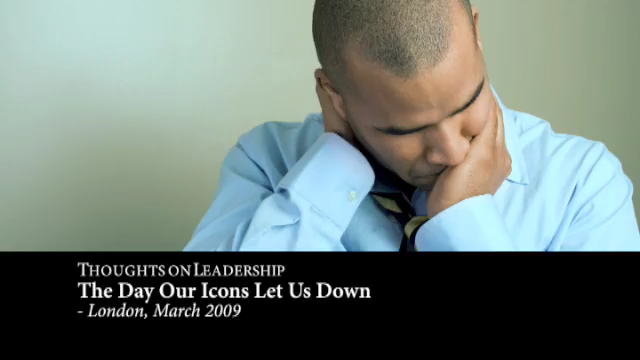 Thoughts on Leadership
The Day Our Icons Let Us Down
- London, March 2009